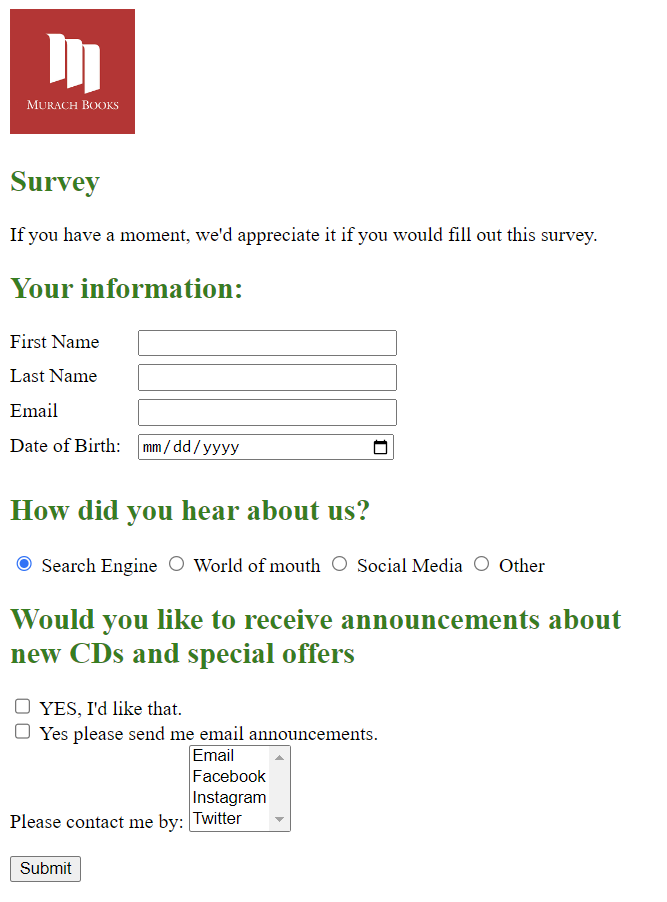 MURACH BOOKS
Survey
If you have a moment, we'd appreciate it if you would fill out this survey.
Your information:
First Name
Last Name
Email
Date of Birth: mm/dd/yyyy
How did you hear about us?
Search Engine World of mouth Social Media Other
Would you like to receive announcements about
new CDs and special offers
YES, I'd like that.
Yes please send me email announcements.
Email
Facebook
Instagram
Twitter
Please contact me by:
Submit